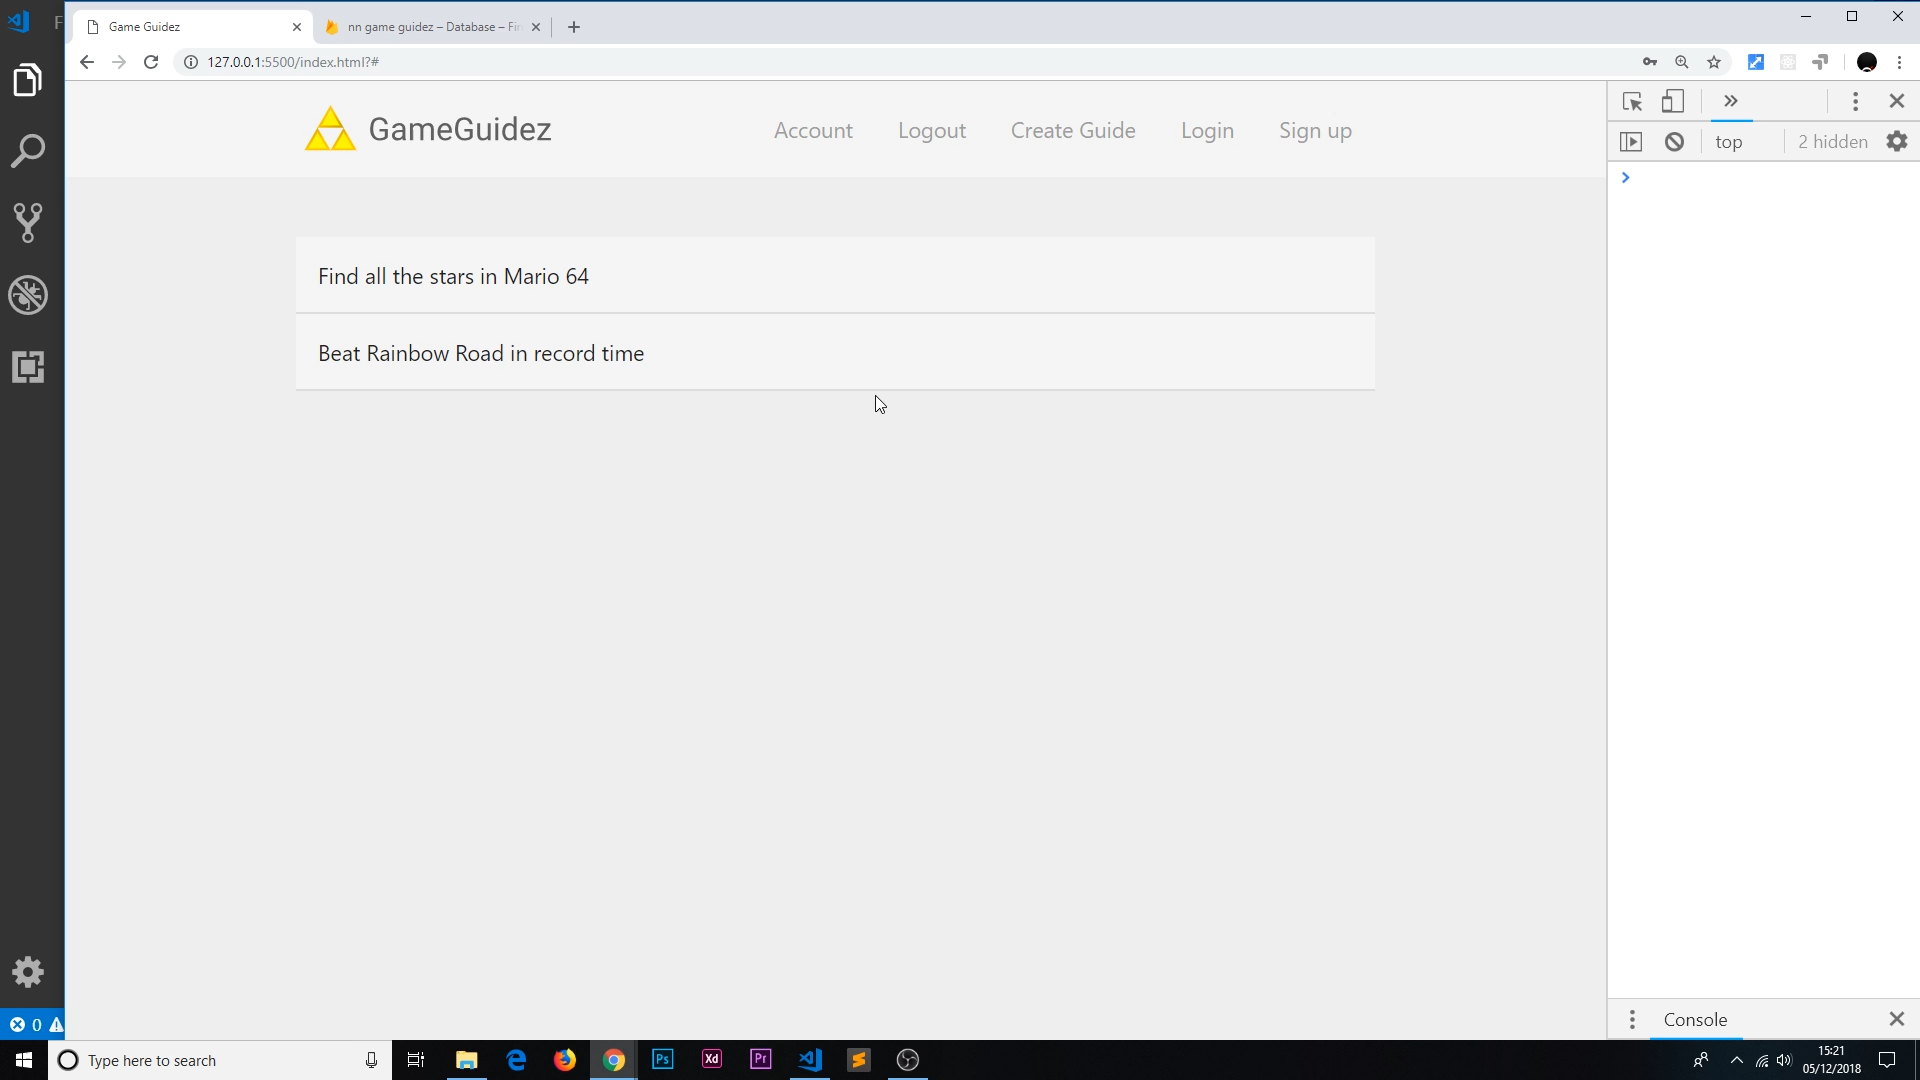 F
Game Guidez
nn game guidez – Database – Fir
127.0.0.1:5500/index.html?#
GameGuidez
Account
Logout
Create Guide
Login
Sign up
top
2 hidden
Find all the stars in Mario 64
Beat Rainbow Road in record time
Console
0
Type here to search
Ps
Xd
Pr
15:21
05/12/2018